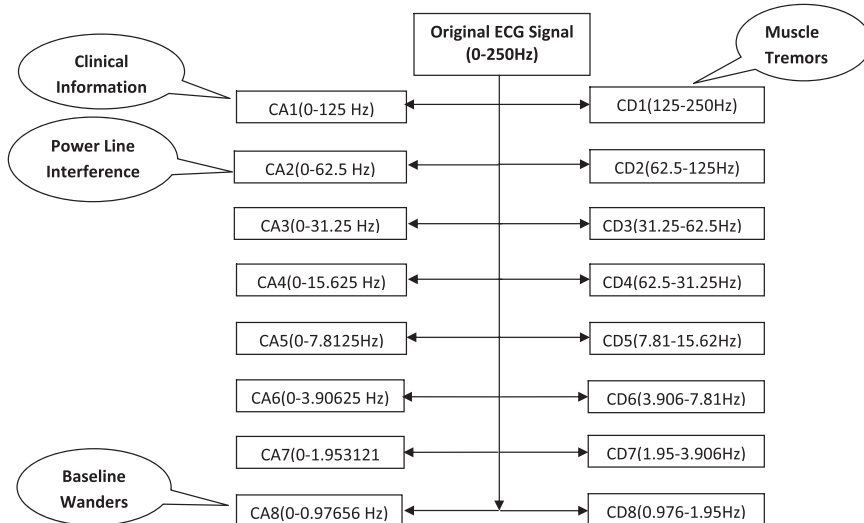 Original ECG Signal
(0-250Hz)
Muscle
Tremors
Clinical
Information
CA1(0-125 Hz)
CD1(125-250Hz)
Power Line
Interference
CA2(0-62.5 Hz)
CD2(62.5-125Hz)
CA3(0-31.25 Hz)
CD3(31.25-62.5Hz)
CA4(0-15.625 Hz)
CD4(62.5-31.25Hz)
CA5(0-7.8125Hz)
CD5(7.81-15.62Hz)
CA6(0-3.90625 Hz)
CD6(3.906-7.81Hz)
CA7(0-1.953121
CD7(1.95-3.906Hz)
Baseline
Wanders
CA8(0-0.97656 Hz)
CD8(0.976-1.95Hz)